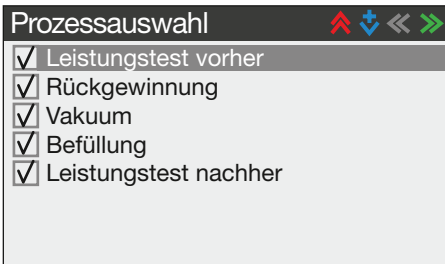 Prozessauswahl
Leistungstest vorher
Rückgewinnung
Vakuum
Befüllung
Leistungstest nachher